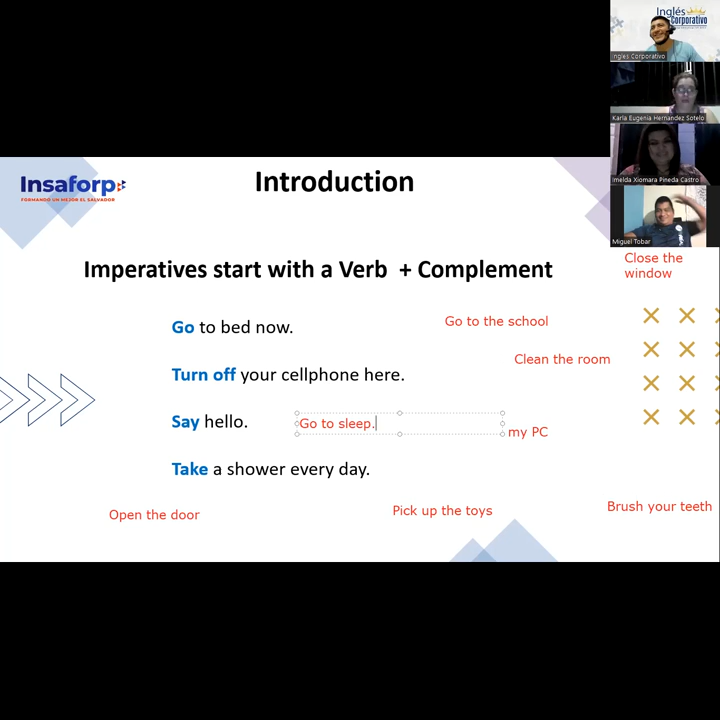 Inglés
Corporativo
Ingles Corporativo
Karla Eugenia Hernandez Sotelo
Imelda Xiomara Pineda Castro
Miguel Tobar
Insaforp
FORMANDO UN MEJOR EL SALVADOR
Introduction
Close the
window
Imperatives start with a Verb + Complement
Go to bed now.
Go to the school
Clean the room
Turn off your cellphone here.
Say hello.
Go to sleep.
my PC
Take a shower every day.
Open the door
Pick up the toys
Brush your teeth